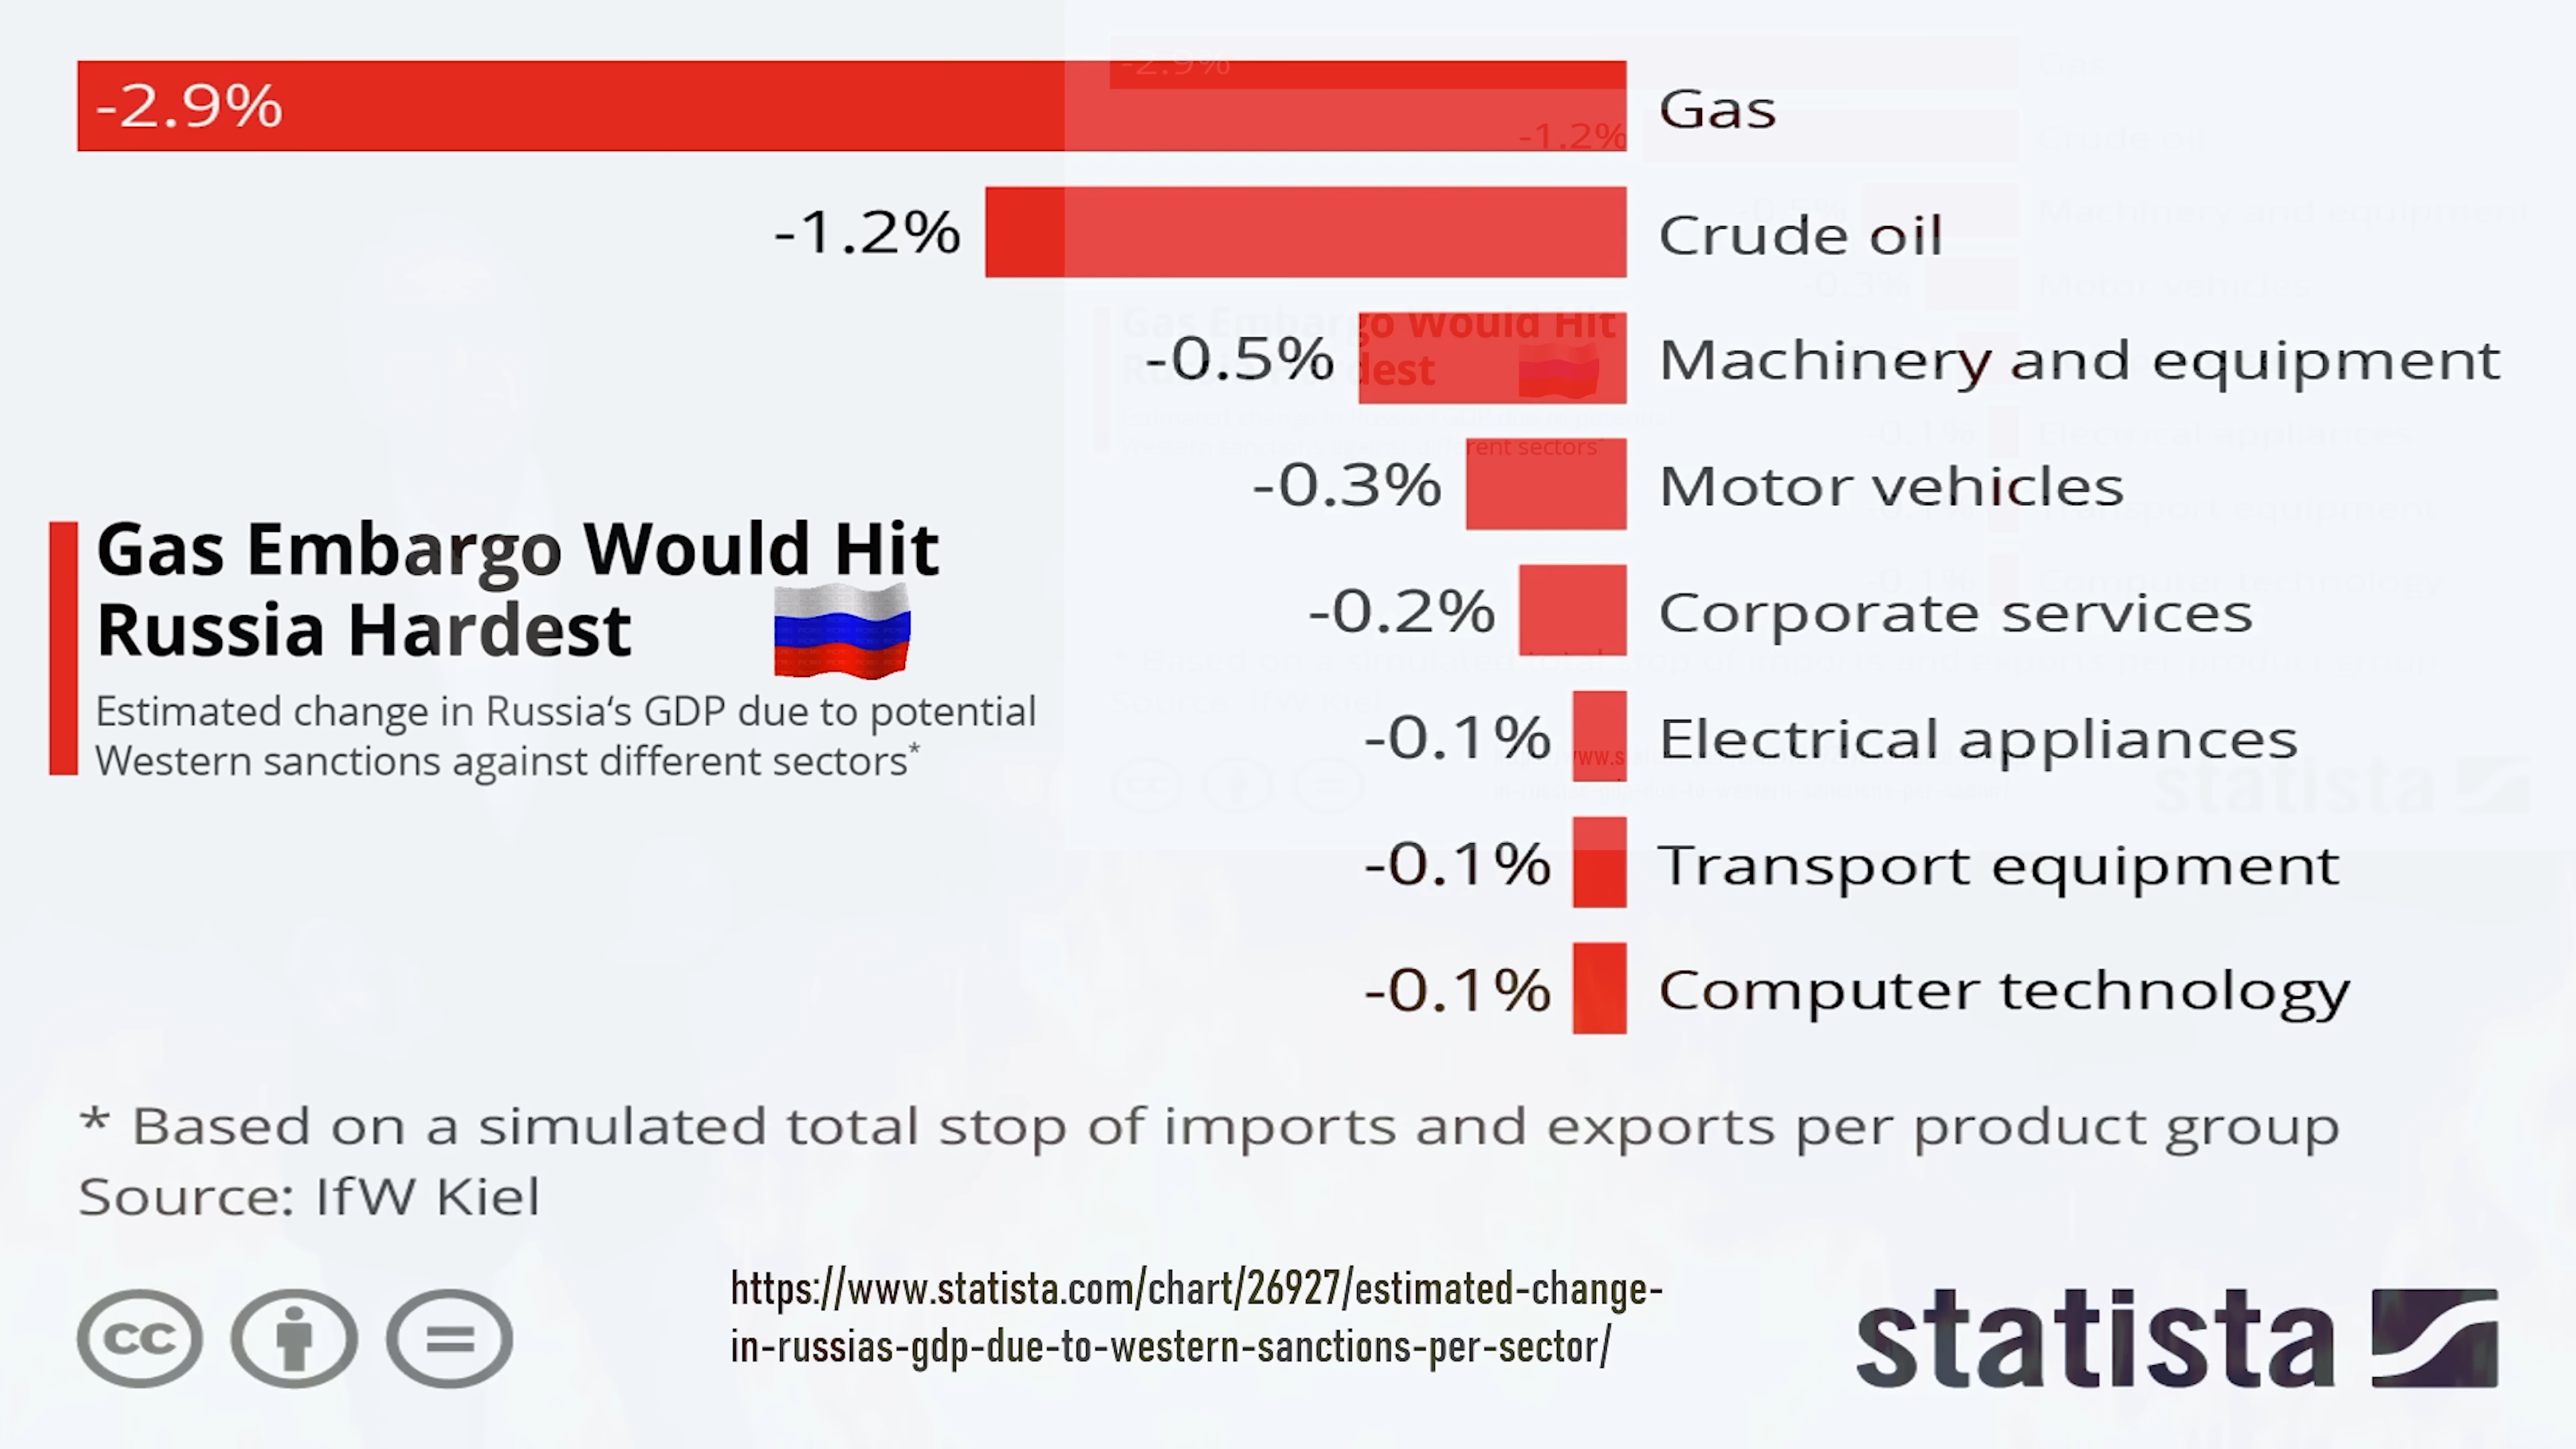 -2.9% Gas
-1.2% Crude oil
-0.5% Machinery and equipment
-0.3% Motor vehicles
-0.2% Corporate services
-0.1% Electrical appliances
-0.1% Transport equipment
-0.1% Computer technology
Gas Embargo Would Hit
Russia Hardest
Estimated change in Russia‘s GDP due to potential
Western sanctions against different sectors*
* Based on a simulated total stop of imports and exports per product group
Source: IfW Kiel
cc
https://www.statista.com/chart/26927/estimated-change-
in-russias-gdp-due-to-western-sanctions-per-sector/
statista